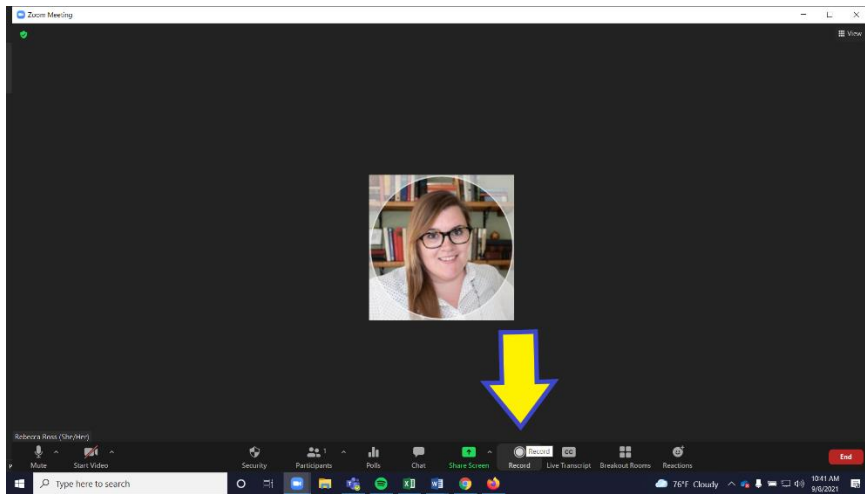 Zoom Meeting
View
Rebecca Ross (She/Her)
1
Record
CC
Mute
Start Video
Security
Participants
Polls
Chat
Share Screen
Record
Live Transcript
Breakout Rooms
Reactions
End
Type here to search
76°F Cloudy
10:41 AM
9/8/2021